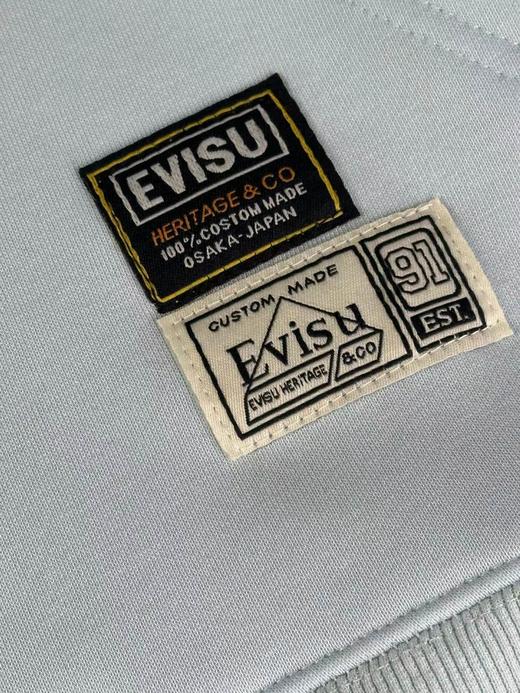 EVISU
HERITAGE & CO
100% COSTOM MADE
OSAKA-JAPAN
CUSTOM MADE
Evisu
EVISU HERITAGE
&CO
91
EST.